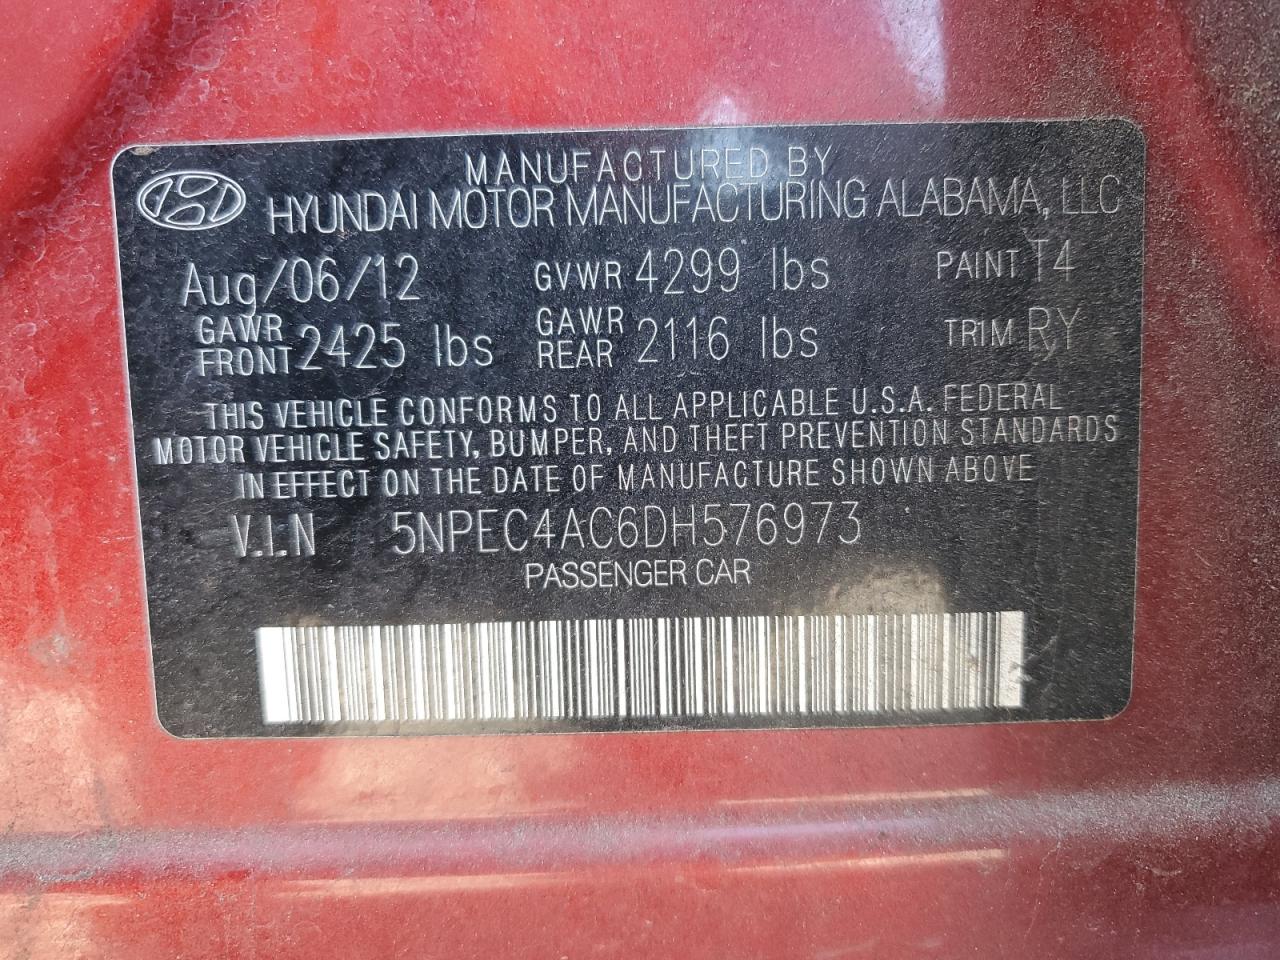 MANUFACTURED BY
HYUNDAI MOTOR MANUFACTURING ALABAMA, LLC
Aug/06/12 GVWR 4299 lbs PAINT T4
GAWR FRONT 2425 lbs GAWR REAR 2116 lbs TRIM RY
THIS VEHICLE CONFORMS TO ALL APPLICABLE U.S.A. FEDERAL
MOTOR VEHICLE SAFETY, BUMPER, AND THEFT PREVENTION STANDARDS
IN EFFECT ON THE DATE OF MANUFACTURE SHOWN ABOVE
V.I.N 5NPEC4AC6DH576973
PASSENGER CAR